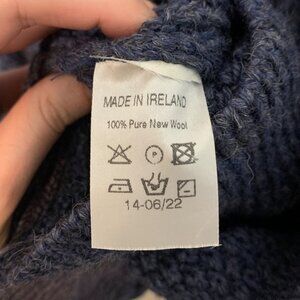 MADE IN IRELAND
100% Pure New Wool
P
14-06/22